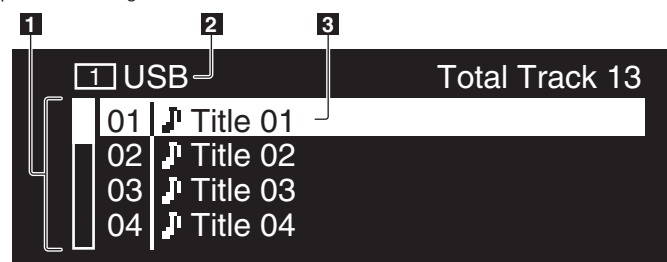 1 2 3
1 USB Total Track 13
01 Title 01
02 Title 02
03 Title 03
04 Title 04